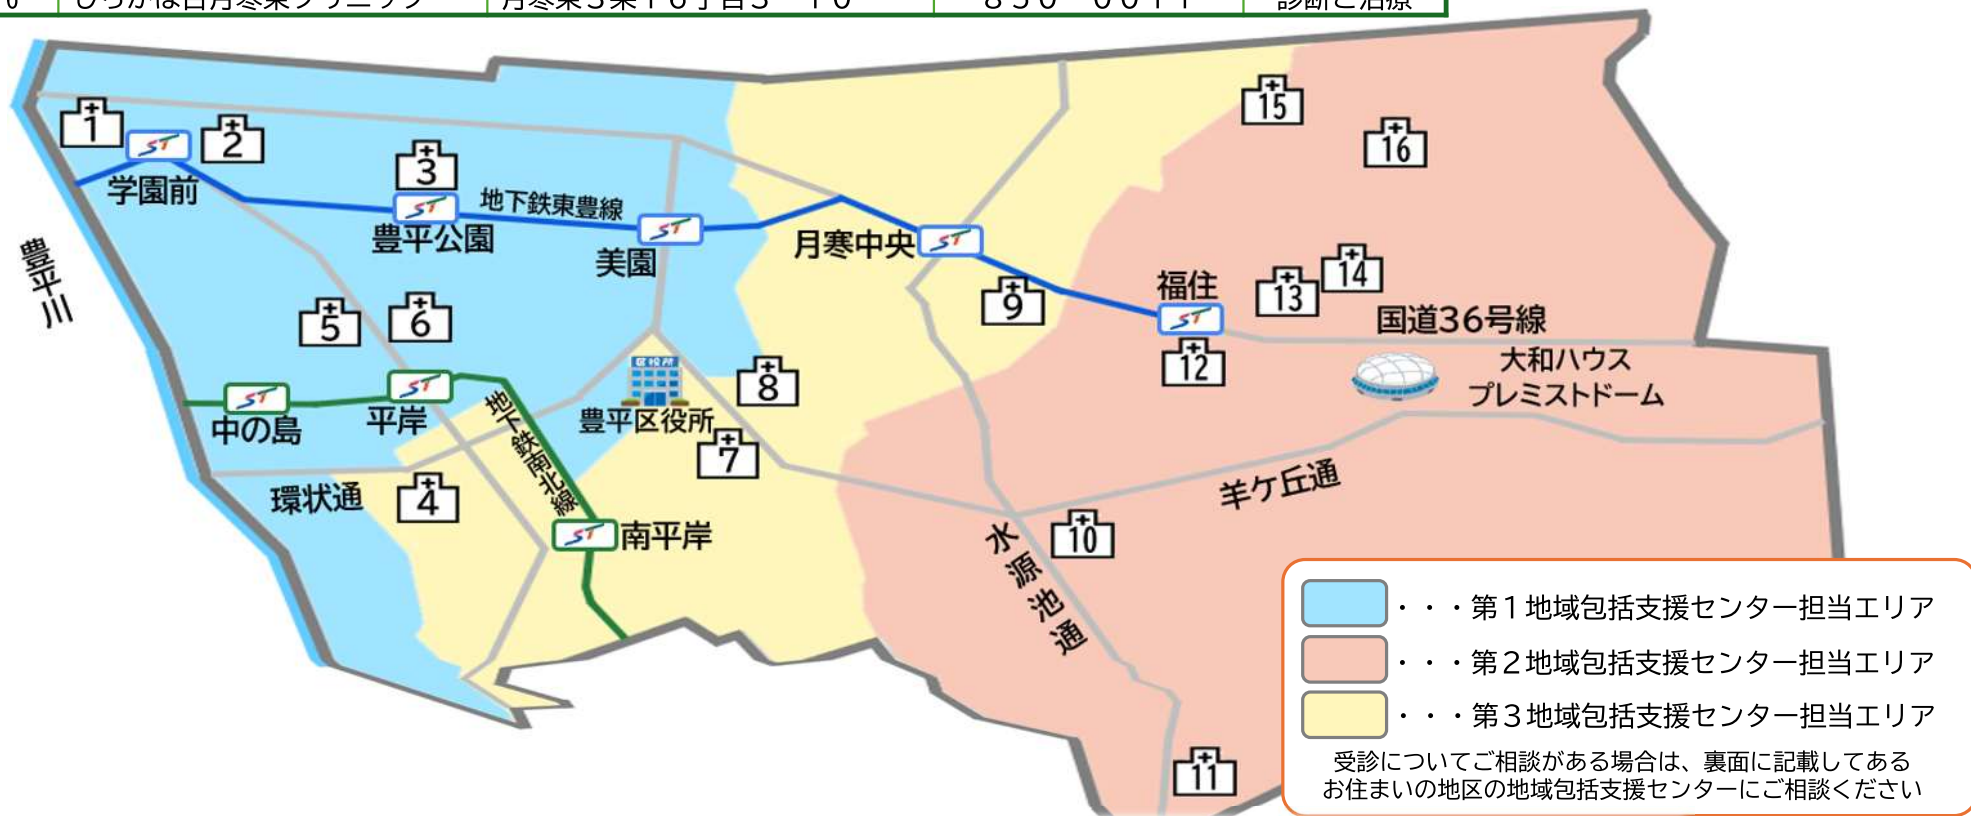 1
2
3
学園前
豊平公園
地下鉄東豊線
美園
月寒中央
豊平川
5
6
中の島
平岸
地下鉄南北線
区役所
豊平区役所
8
7
環状通
4
南平岸
9
15
16
福住
12
13
14
国道36号線
大和ハウス
プレミストドーム
羊ケ丘通
水源池通
10
11
・・・第1地域包括支援センター担当エリア
・・・第2地域包括支援センター担当エリア
・・・第3地域包括支援センター担当エリア
受診についてご相談がある場合は、裏面に記載してある
お住まいの地区の地域包括支援センターにご相談ください